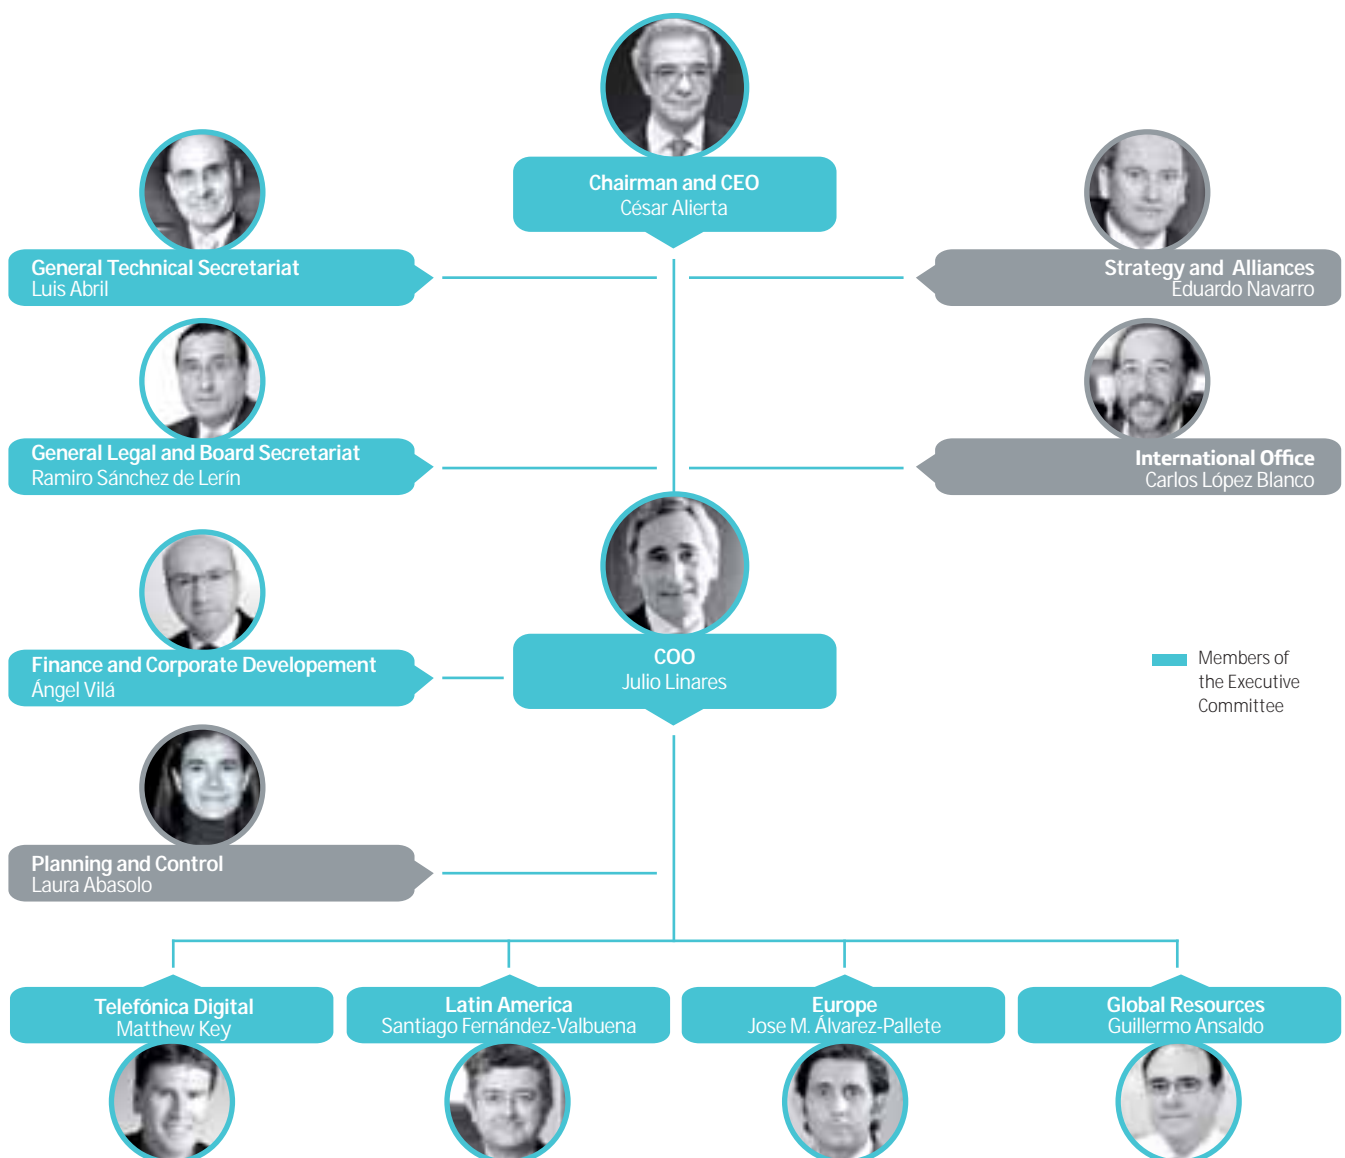 Chairman and CEO
César Alierta
General Technical Secretariat
Luis Abril
Strategy and Alliances
Eduardo Navarro
General Legal and Board Secretariat
Ramiro Sánchez de Lerín
International Office
Carlos López Blanco
Finance and Corporate Developement
Ángel Vilá
COO
Julio Linares
Members of
the Executive
Committee
Planning and Control
Laura Abasolo
Telefónica Digital
Matthew Key
Latin America
Santiago Fernández-Valbuena
Europe
Jose M. Álvarez-Pallete
Global Resources
Guillermo Ansaldo